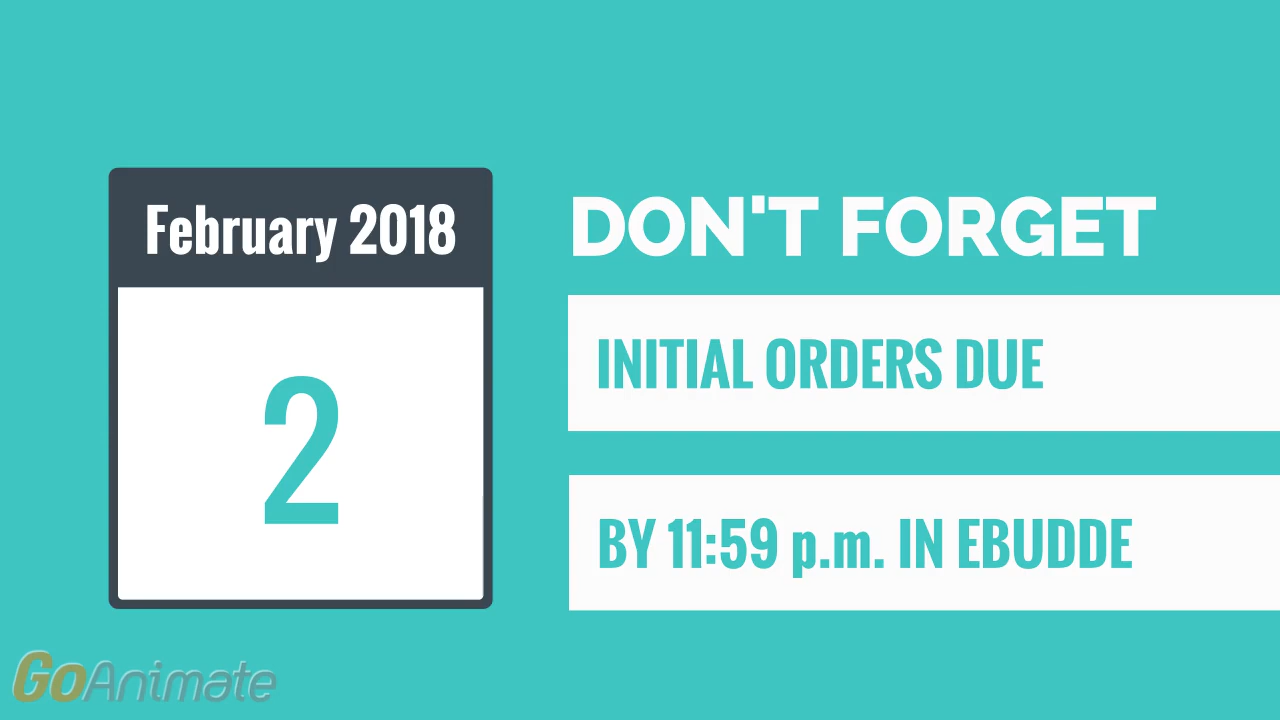 February 2018
2
DON'T FORGET
INITIAL ORDERS DUE
BY 11:59 p.m. IN EBUDDE
GoAnimate